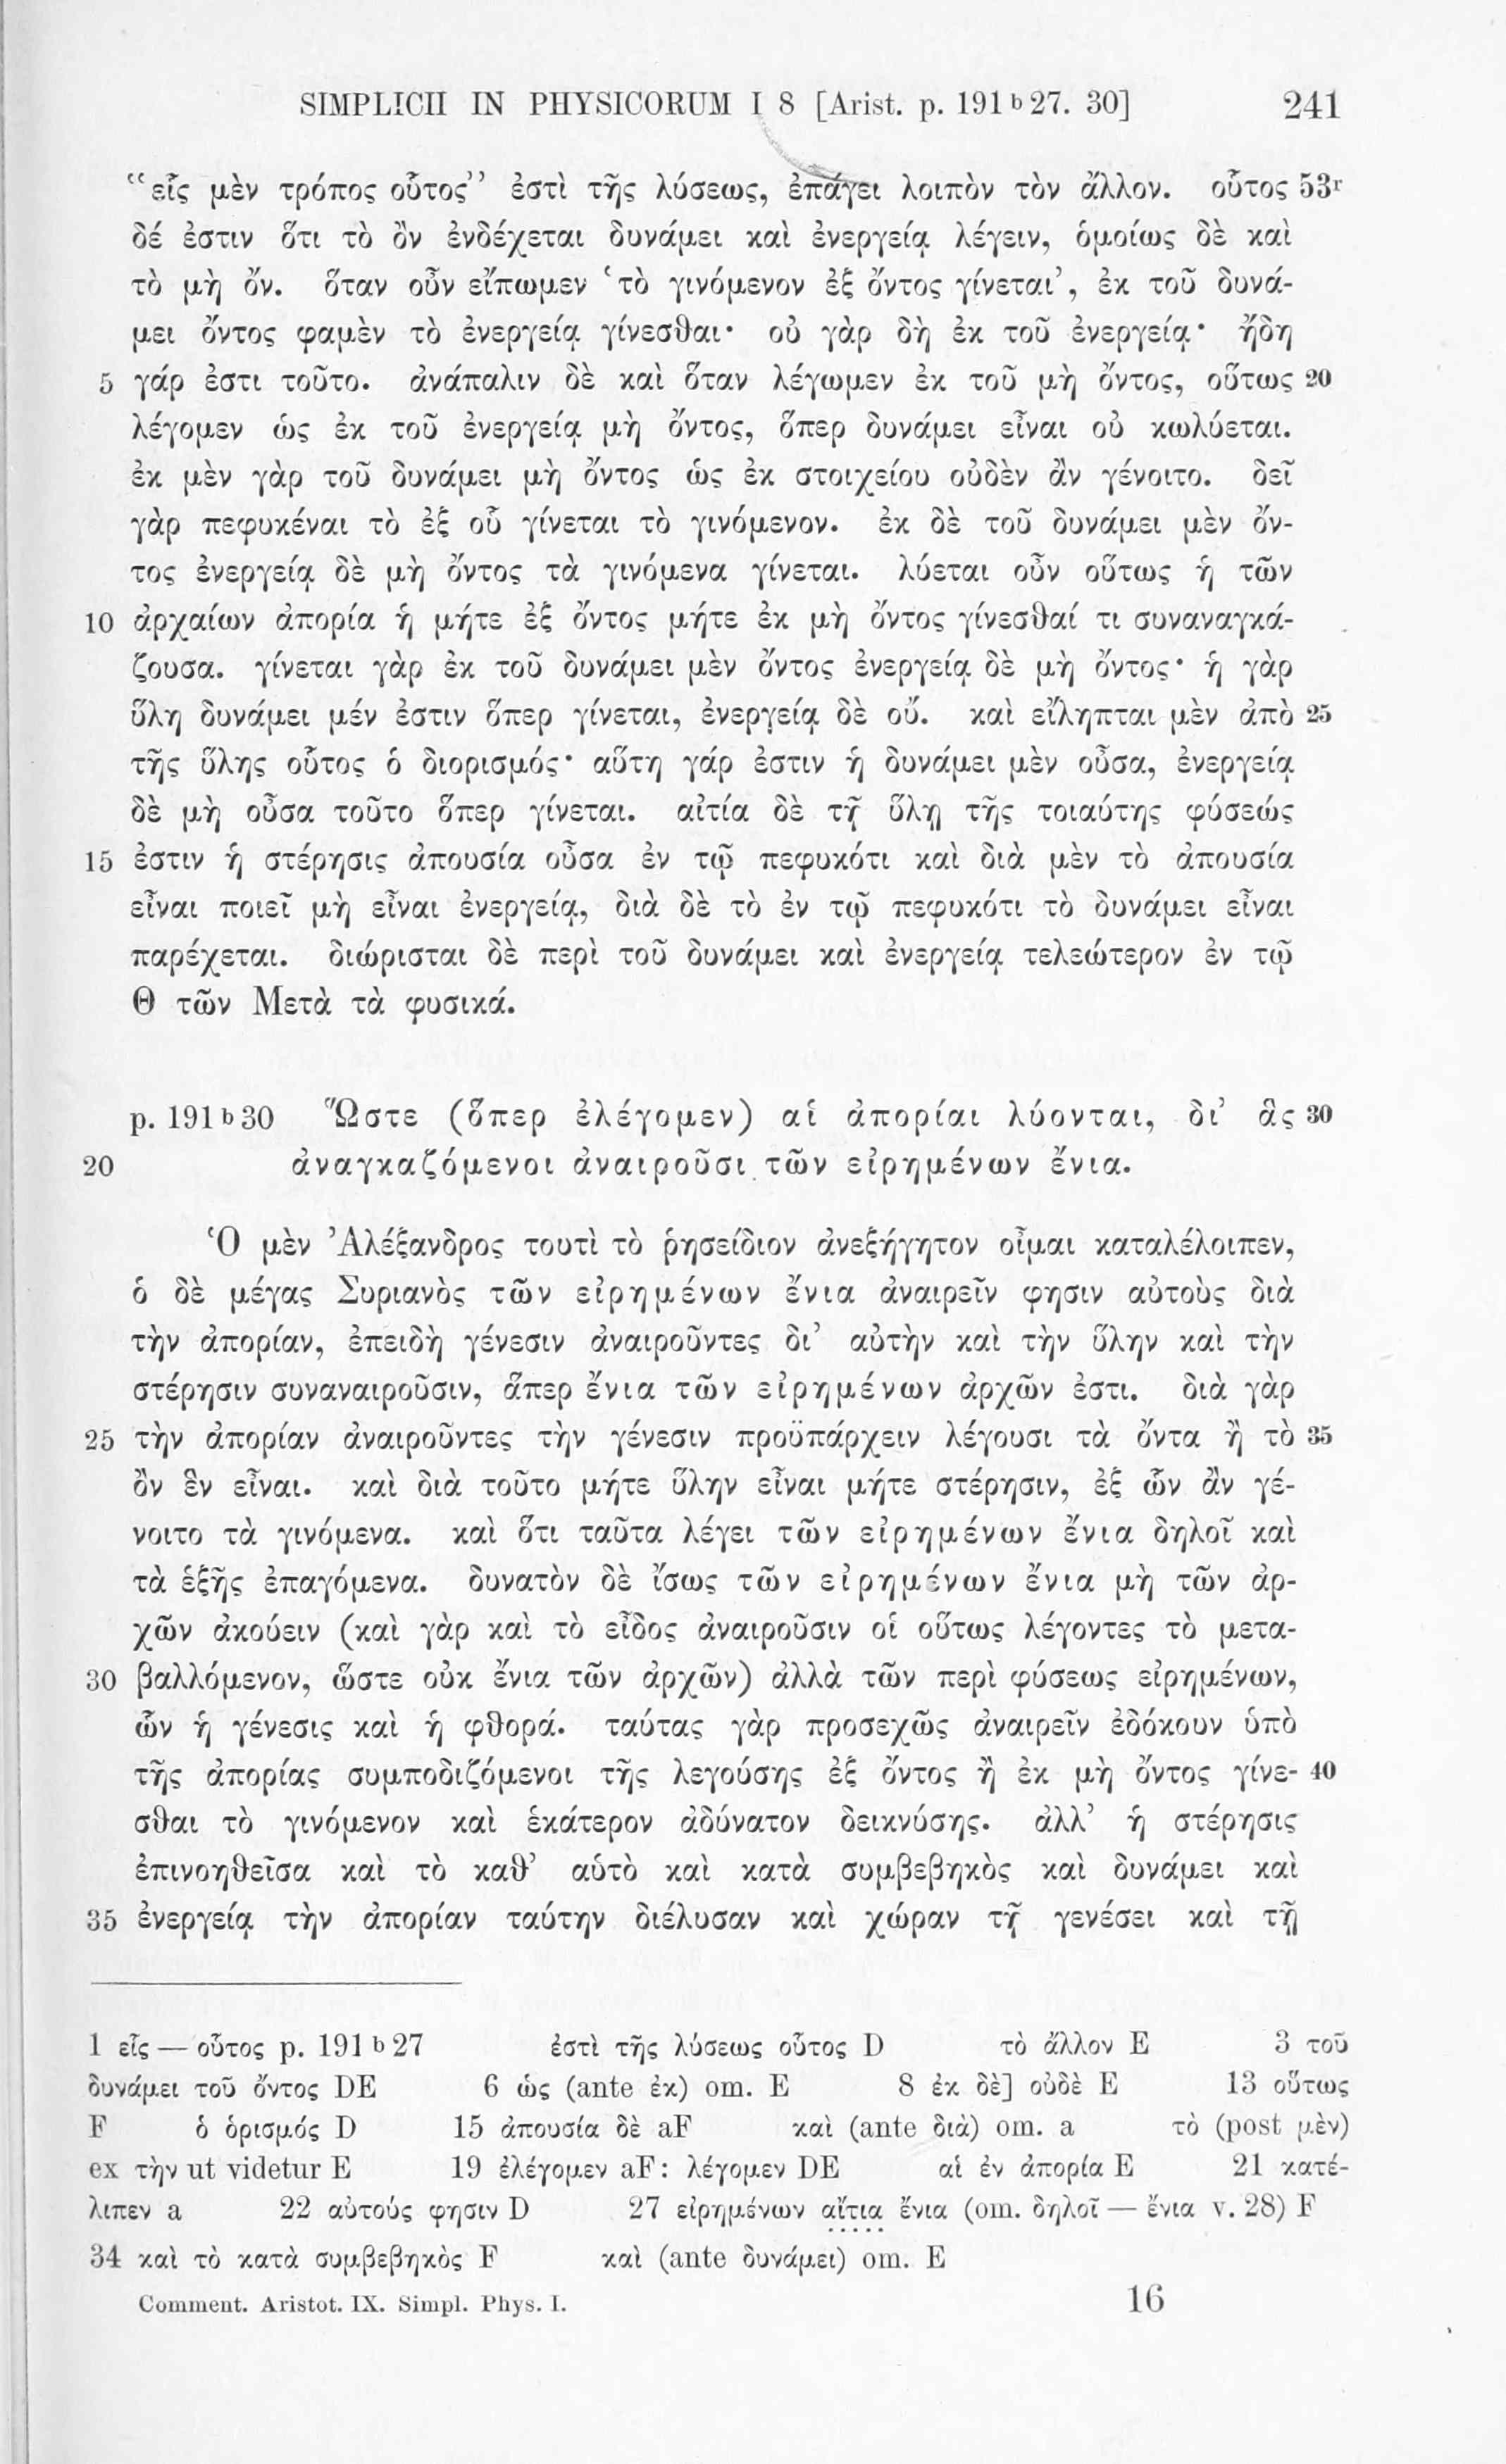 SIMPLICII IN PHYSICORUM I 8 [Arist. p. 191 b 27. 30] 241
“εἷς μὲν τρόπος οὗτος” ἐστὶ τῆς λύσεως, ἐπάγει λοιπὸν τὸν ἄλλον. οὗτος 53r
δέ ἐστιν ὅτι τὸ ὂν ἐνδέχεται δυνάμει καὶ ἐνεργείᾳ λέγειν, ὁμοίως δὲ καὶ
τὸ μὴ ὄν. ὅταν οὖν εἴπωμεν ‘τὸ γινόμενον ἐξ ὄντος γίνεται’, ἐκ τοῦ δυνά-
μει ὄντος φαμὲν τὸ ἐνεργείᾳ γίνεσθαι· οὐ γὰρ δὴ ἐκ τοῦ ἐνεργείᾳ· ἤδη
5 γάρ ἐστι τοῦτο. ἀνάπαλιν δὲ καὶ ὅταν λέγωμεν ἐκ τοῦ μὴ ὄντος, οὕτως 20
λέγομεν ὡς ἐκ τοῦ ἐνεργείᾳ μὴ ὄντος, ὅπερ δυνάμει εἶναι οὐ κωλύεται.
ἐκ μὲν γὰρ τοῦ δυνάμει μὴ ὄντος ὡς ἐκ στοιχείου οὐδὲν ἂν γένοιτο. δεῖ
γὰρ πεφυκέναι τὸ ἐξ οὗ γίνεται τὸ γινόμενον. ἐκ δὲ τοῦ δυνάμει μὲν ὄν-
τος ἐνεργείᾳ δὲ μὴ ὄντος τὰ γινόμενα γίνεται. λύεται οὖν οὕτως ἡ τῶν
10 ἀρχαίων ἀπορία ἡ μήτε ἐξ ὄντος μήτε ἐκ μὴ ὄντος γίνεσθαί τι συναναγκά-
ζουσα. γίνεται γὰρ ἐκ τοῦ δυνάμει μὲν ὄντος ἐνεργείᾳ δὲ μὴ ὄντος· ἡ γὰρ
ὕλη δυνάμει μέν ἐστιν ὅπερ γίνεται, ἐνεργείᾳ δὲ οὔ. καὶ εἴληπται μὲν ἀπὸ 25
τῆς ὕλης οὗτος ὁ διορισμός· αὕτη γάρ ἐστιν ἡ δυνάμει μὲν οὖσα, ἐνεργείᾳ
δὲ μὴ οὖσα τοῦτο ὅπερ γίνεται. αἰτία δὲ τῇ ὕλῃ τῆς τοιαύτης φύσεώς
15 ἐστιν ἡ στέρησις ἀπουσία οὖσα ἐν τῷ πεφυκότι καὶ διὰ μὲν τὸ ἀπουσία
εἶναι ποιεῖ μὴ εἶναι ἐνεργείᾳ, διὰ δὲ τὸ ἐν τῷ πεφυκότι τὸ δυνάμει εἶναι
παρέχεται. διώρισται δὲ περὶ τοῦ δυνάμει καὶ ἐνεργείᾳ τελεώτερον ἐν τῷ
Θ τῶν Μετὰ τὰ φυσικά.
p. 191 b 30 Ὥστε (ὅπερ ἐλέγομεν) αἱ ἀπορίαι λύονται, δι’ ἃς 30
20 ἀναγκαζόμενοι ἀναιροῦσι τῶν εἰρημένων ἔνια.
Ὁ μὲν Ἀλέξανδρος τουτὶ τὸ ῥησείδιον ἀνεξήγητον οἶμαι καταλέλοιπεν,
ὁ δὲ μέγας Συριανὸς τῶν εἰρημένων ἔνια ἀναιρεῖν φησιν αὐτοὺς διὰ
τὴν ἀπορίαν, ἐπειδὴ γένεσιν ἀναιροῦντες δι’ αὐτὴν καὶ τὴν ὕλην καὶ τὴν
στέρησιν συναναιροῦσιν, ἅπερ ἔνια τῶν εἰρημένων ἀρχῶν ἐστι. διὰ γὰρ
25 τὴν ἀπορίαν ἀναιροῦντες τὴν γένεσιν προϋπάρχειν λέγουσι τὰ ὄντα ἢ τὸ 35
ὂν ἓν εἶναι. καὶ διὰ τοῦτο μήτε ὕλην εἶναι μήτε στέρησιν, ἐξ ὧν ἂν γέ-
νοιτο τὰ γινόμενα. καὶ ὅτι ταῦτα λέγει τῶν εἰρημένων ἔνια δηλοῖ καὶ
τὰ ἑξῆς ἐπαγόμενα. δυνατὸν δὲ ἴσως τῶν εἰρημένων ἔνια μὴ τῶν ἀρ-
χῶν ἀκούειν (καὶ γὰρ καὶ τὸ εἶδος ἀναιροῦσιν οἱ οὕτως λέγοντες τὸ μετα-
30 βαλλόμενον, ὥστε οὐκ ἔνια τῶν ἀρχῶν) ἀλλὰ τῶν περὶ φύσεως εἰρημένων,
ὧν ἡ γένεσις καὶ ἡ φθορά. ταύτας γὰρ προσεχῶς ἀναιρεῖν ἐδόκουν ὑπὸ
τῆς ἀπορίας συμποδιζόμενοι τῆς λεγούσης ἐξ ὄντος ἢ ἐκ μὴ ὄντος γίνε- 40
σθαι τὸ γινόμενον καὶ ἑκάτερον ἀδύνατον δεικνύσης. ἀλλ’ ἡ στέρησις
ἐπινοηθεῖσα καὶ τὸ καθ’ αὑτὸ καὶ κατὰ συμβεβηκὸς καὶ δυνάμει καὶ
35 ἐνεργείᾳ τὴν ἀπορίαν ταύτην διέλυσαν καὶ χώραν τῇ γενέσει καὶ τῇ
1 εἷς — οὗτος p. 191 b 27 ἐστὶ τῆς λύσεως οὗτος D τὸ ἄλλον E 3 τοῦ
δυνάμει τοῦ ὄντος DE 6 ὡς (ante ἐκ) om. E 8 ἐκ δὲ] οὐδὲ E 13 οὕτως
F ὁ ὁρισμός D 15 ἀπουσία δὲ aF καὶ (ante διὰ) om. a τὸ (post μὲν)
ex τὴν ut videtur E 19 ἐλέγομεν aF: λέγομεν DE αἱ ἐν ἀπορία E 21 κατέ-
λιπεν a 22 αὐτούς φησιν D 27 εἰρημένων αἴτια ἔνια (om. δηλοῖ — ἔνια v. 28) F
34 καὶ τὸ κατὰ συμβεβηκὸς F καὶ (ante δυνάμει) om. E
Comment. Aristot. IX. Simpl. Phys. I. 16